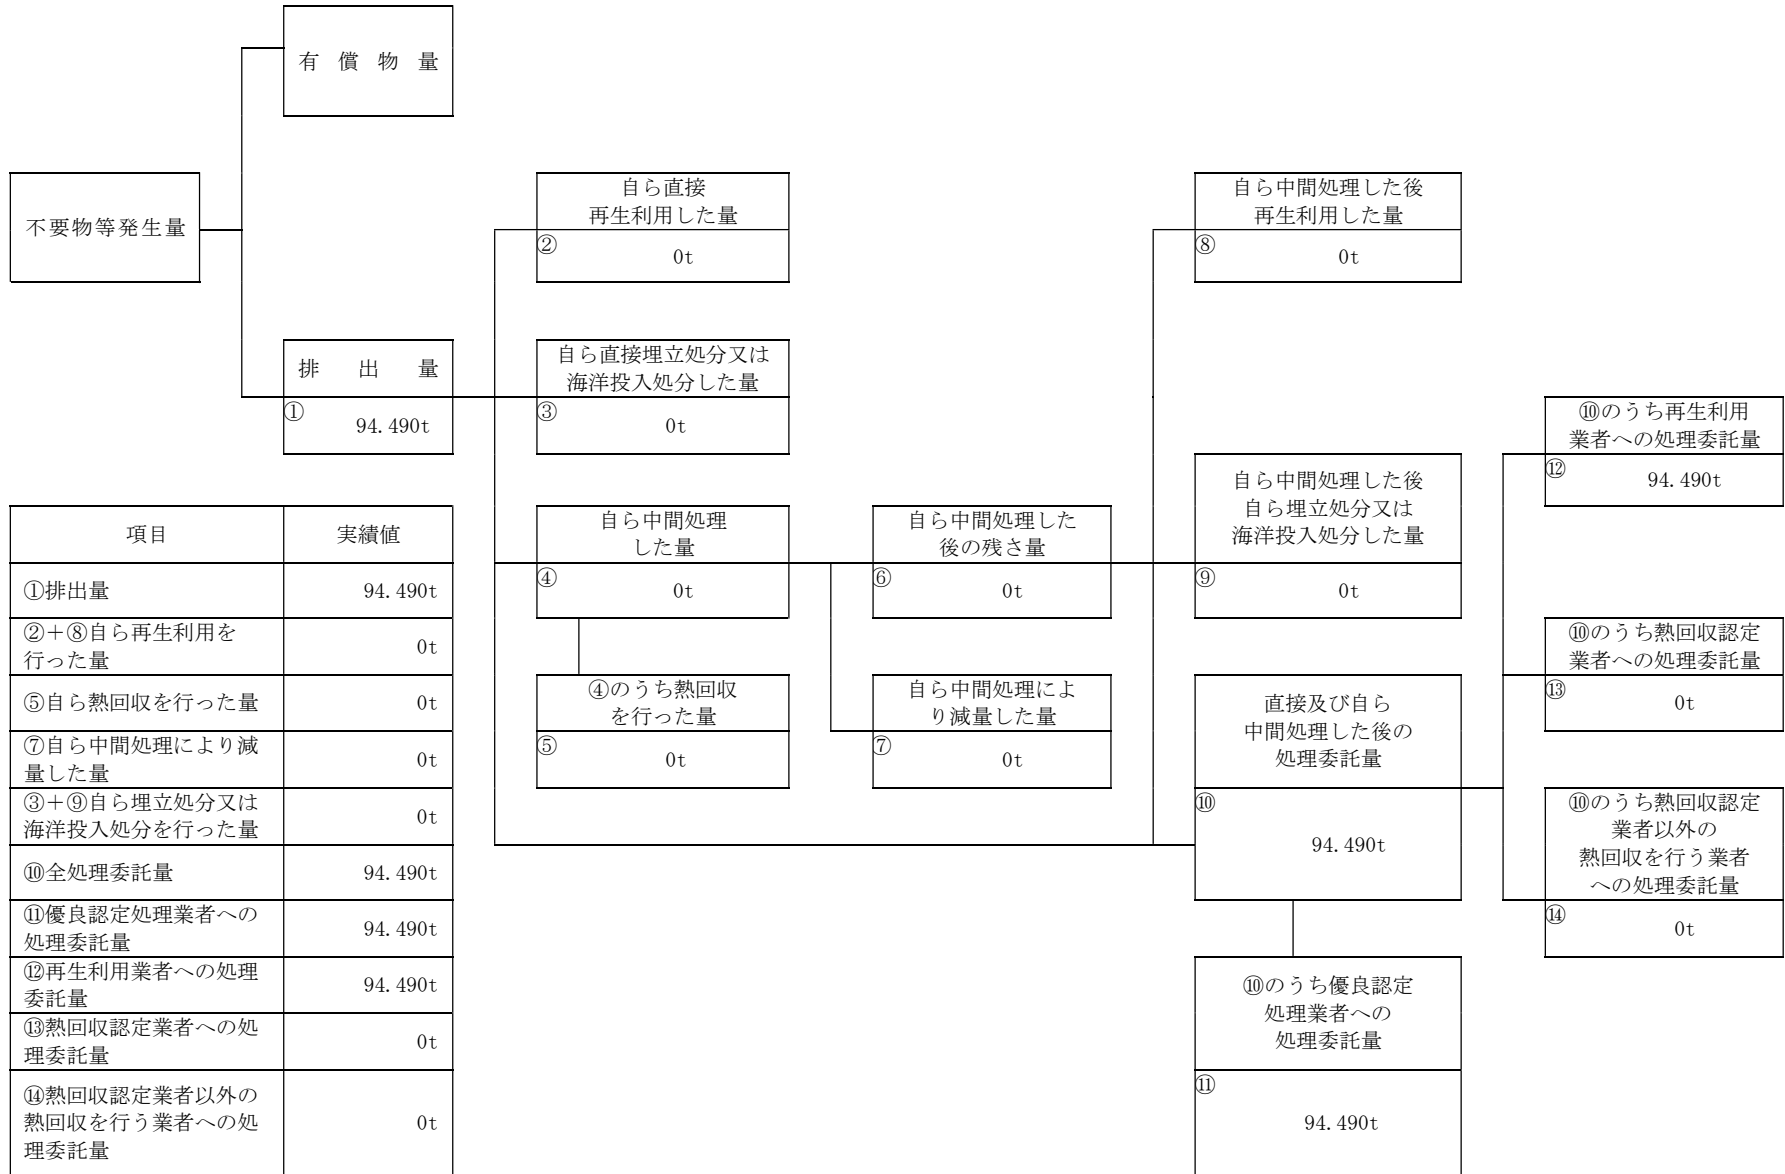 有償物量
不要物等発生量
排出量
①
94.490t
自ら直接
再生利用した量
②
0t
自ら直接埋立処分又は
海洋投入処分した量
③
0t
自ら中間処理
した量
④
0t
④のうち熱回収
を行った量
⑤
0t
自ら中間処理した
後の残さ量
⑥
0t
自ら中間処理によ
り減量した量
⑦
0t
自ら中間処理した後
再生利用した量
⑧
0t
自ら中間処理した後
自ら埋立処分又は
海洋投入処分した量
⑨
0t
直接及び自ら
中間処理した後の
処理委託量
⑩
94.490t
⑩のうち優良認定
処理業者への
処理委託量
⑪
94.490t
⑩のうち再生利用
業者への処理委託量
⑫
94.490t
⑩のうち熱回収認定
業者への処理委託量
⑬
0t
⑩のうち熱回収認定
業者以外の
熱回収を行う業者
への処理委託量
⑭
0t
項目 実績値
①排出量 94.490t
②+⑧自ら再生利用を
行った量 0t
⑤自ら熱回収を行った量 0t
⑦自ら中間処理により減
量した量 0t
③+⑨自ら埋立処分又は
海洋投入処分を行った量 0t
⑩全処理委託量 94.490t
⑪優良認定処理業者への
処理委託量 94.490t
⑫再生利用業者への処理
委託量 94.490t
⑬熱回収認定業者への処
理委託量 0t
⑭熱回収認定業者以外の
熱回収を行う業者への処
理委託量 0t